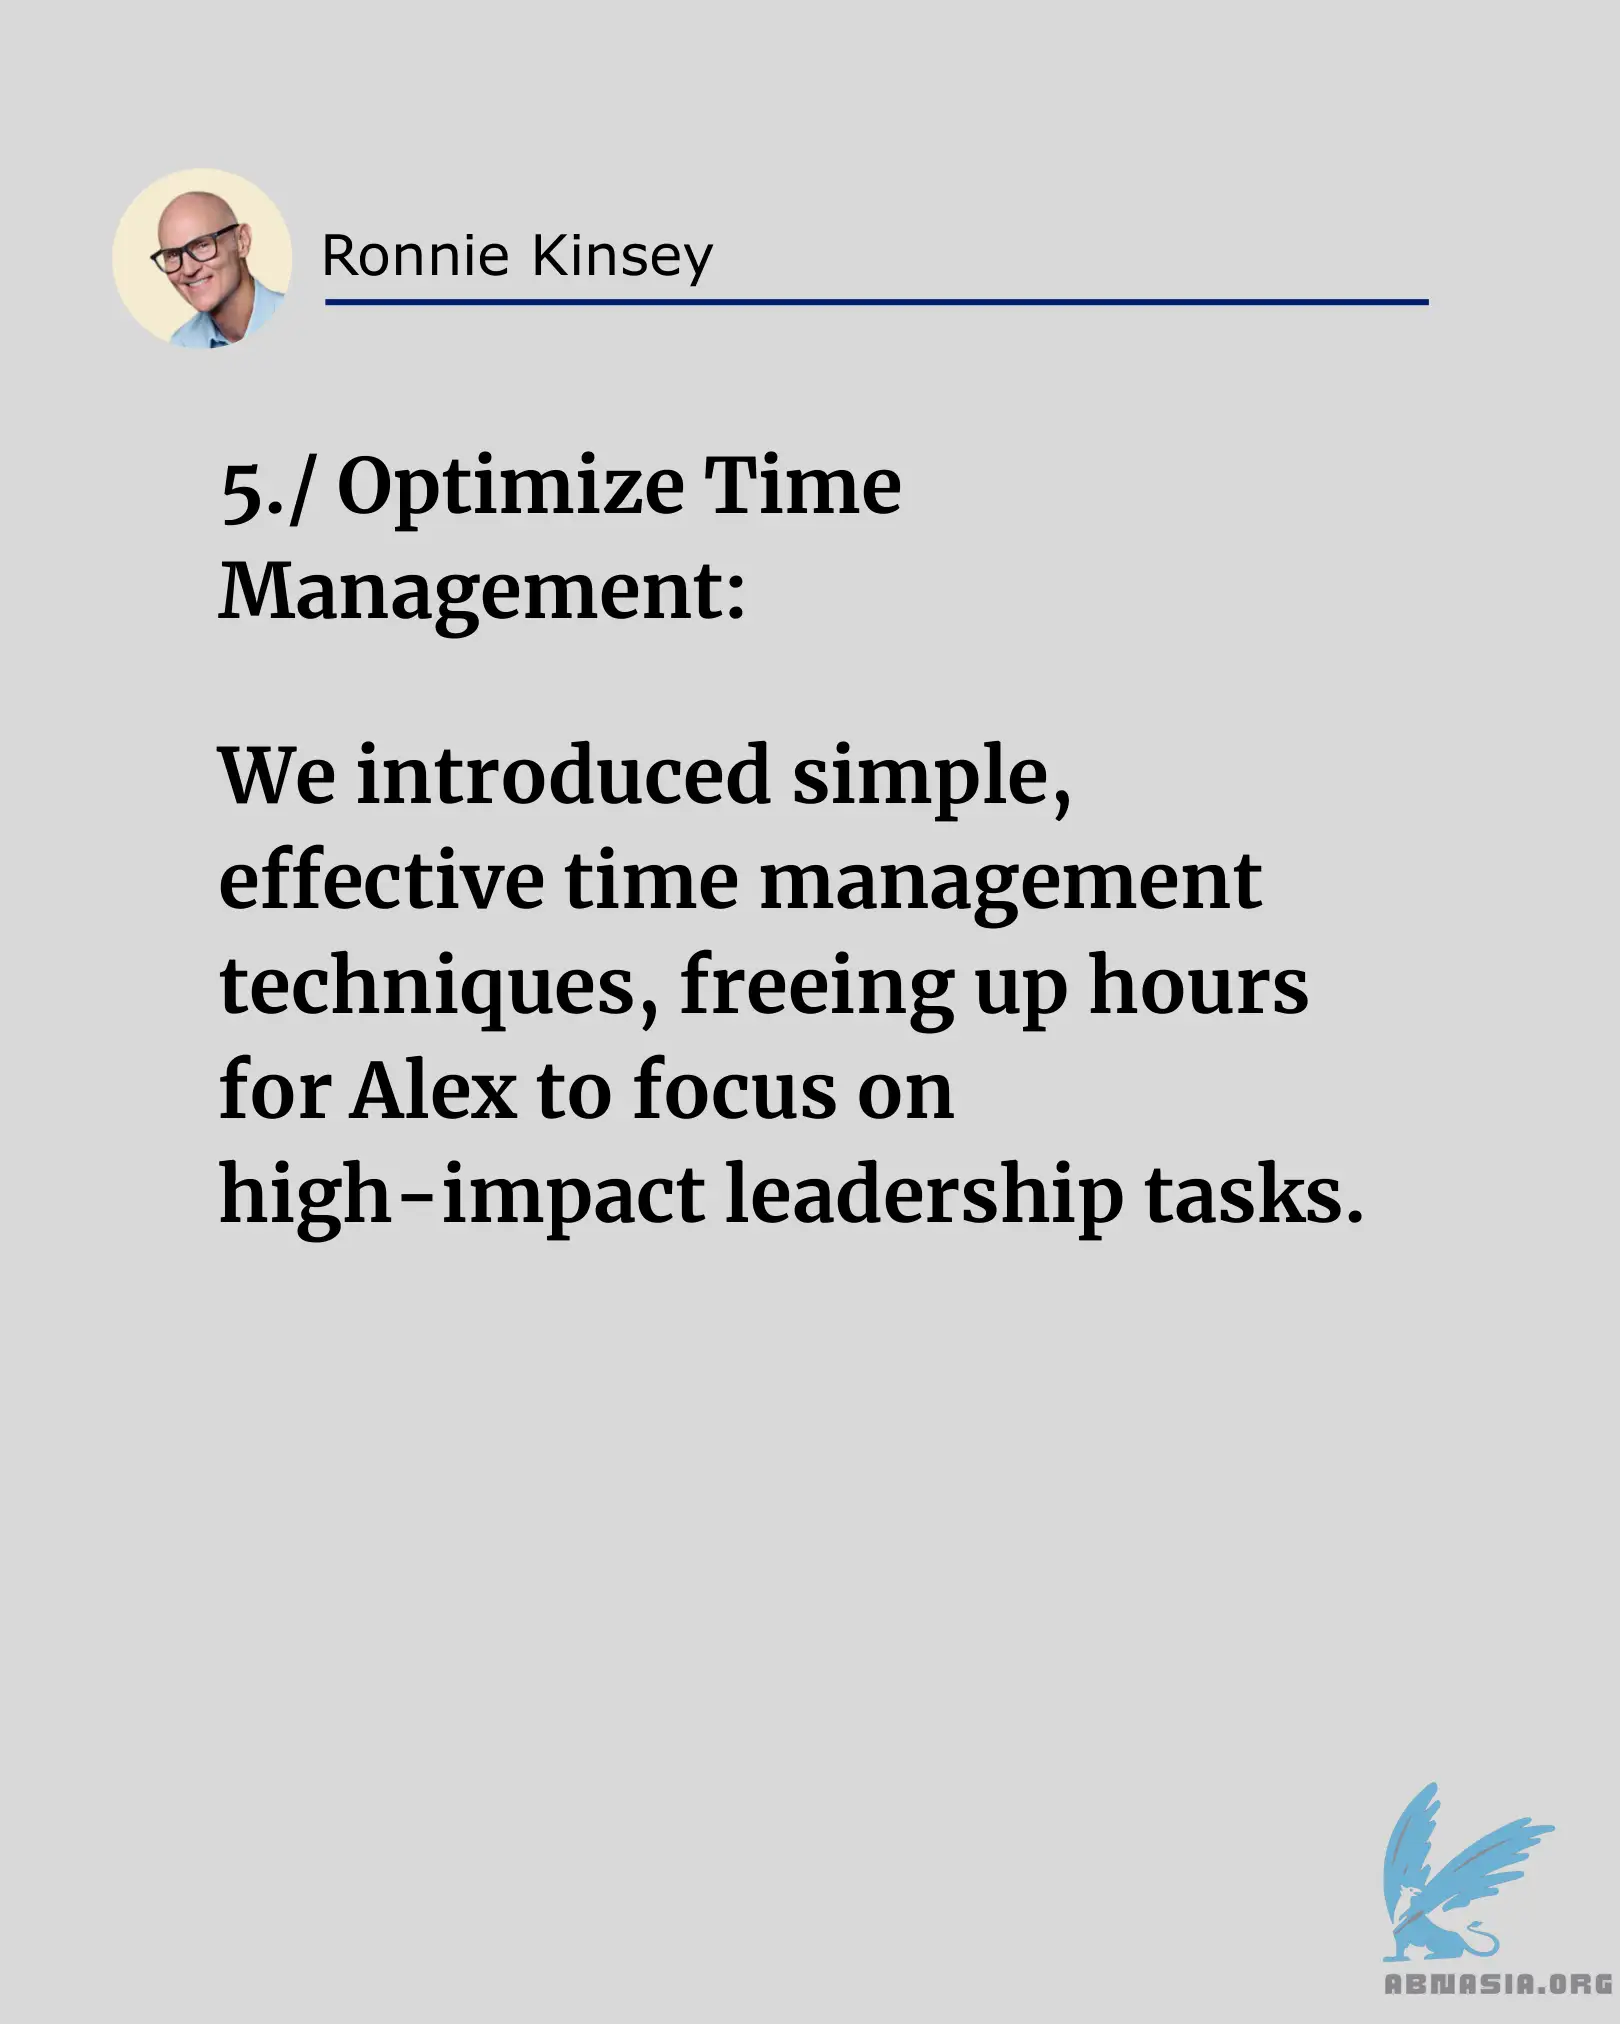 Ronnie Kinsey
5./ Optimize Time
Management:
We introduced simple,
effective time management
techniques, freeing up hours
for Alex to focus on
high-impact leadership tasks.
ABNASIA.ORG